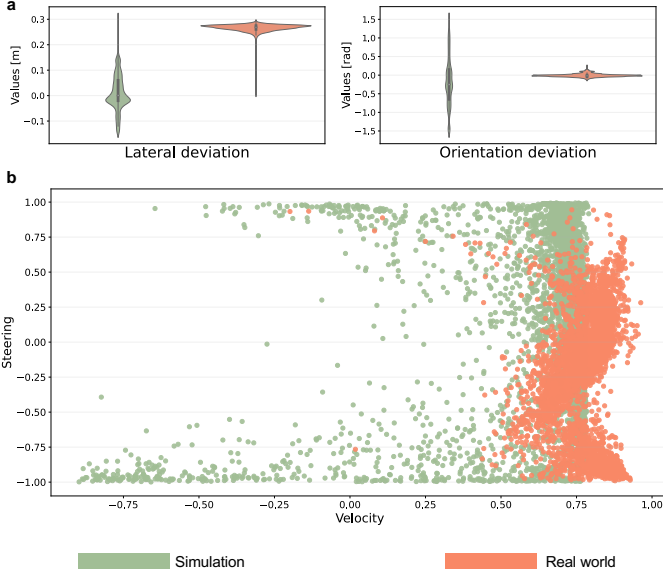 a
Values [m]
0.3
0.2
0.1
0.0
−0.1
Lateral deviation
Values [rad]
1.5
1.0
0.5
0.0
−0.5
−1.0
−1.5
Orientation deviation
b
Steering
1.00
0.75
0.50
0.25
0.00
−0.25
−0.50
−0.75
−1.00
−0.75 −0.50 −0.25 0.00 0.25 0.50 0.75 1.00
Velocity
Simulation
Real world